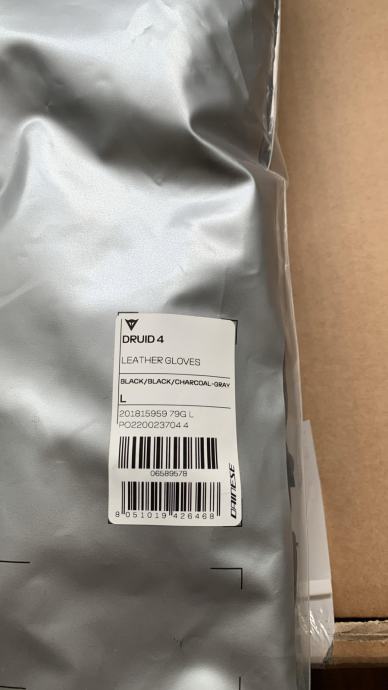 DRUID 4
LEATHER GLOVES
BLACK/BLACK/CHARCOAL-GRAY
L
201815959 79G L
PO220023704 4
06589578
8 051019 426468
DAINESE